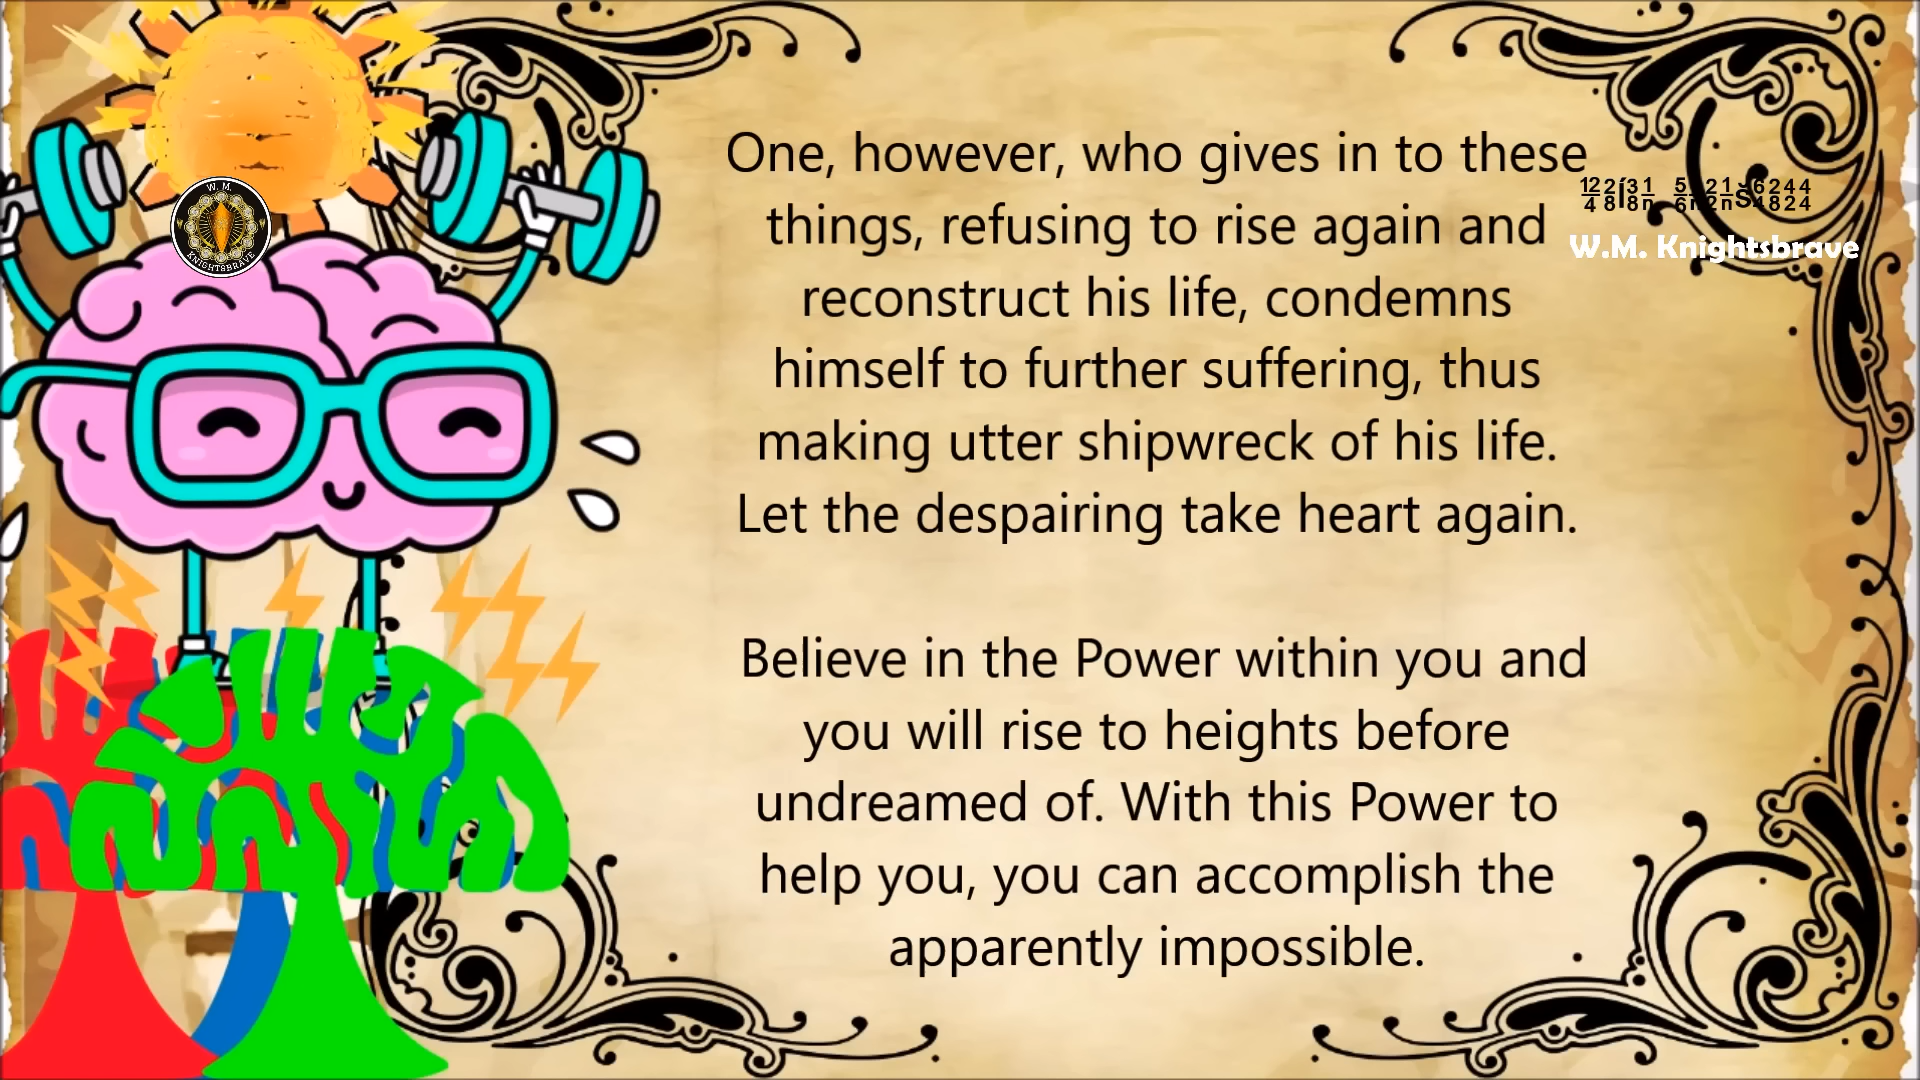 One, however, who gives in to these
things, refusing to rise again and
reconstruct his life, condemns
himself to further suffering, thus
making utter shipwreck of his life.
Let the despairing take heart again.
Believe in the Power within you and
you will rise to heights before
undreamed of. With this Power to
help you, you can accomplish the
apparently impossible.
W.M. Knightsbrave
W. M.
KNIGHTSBRAVE